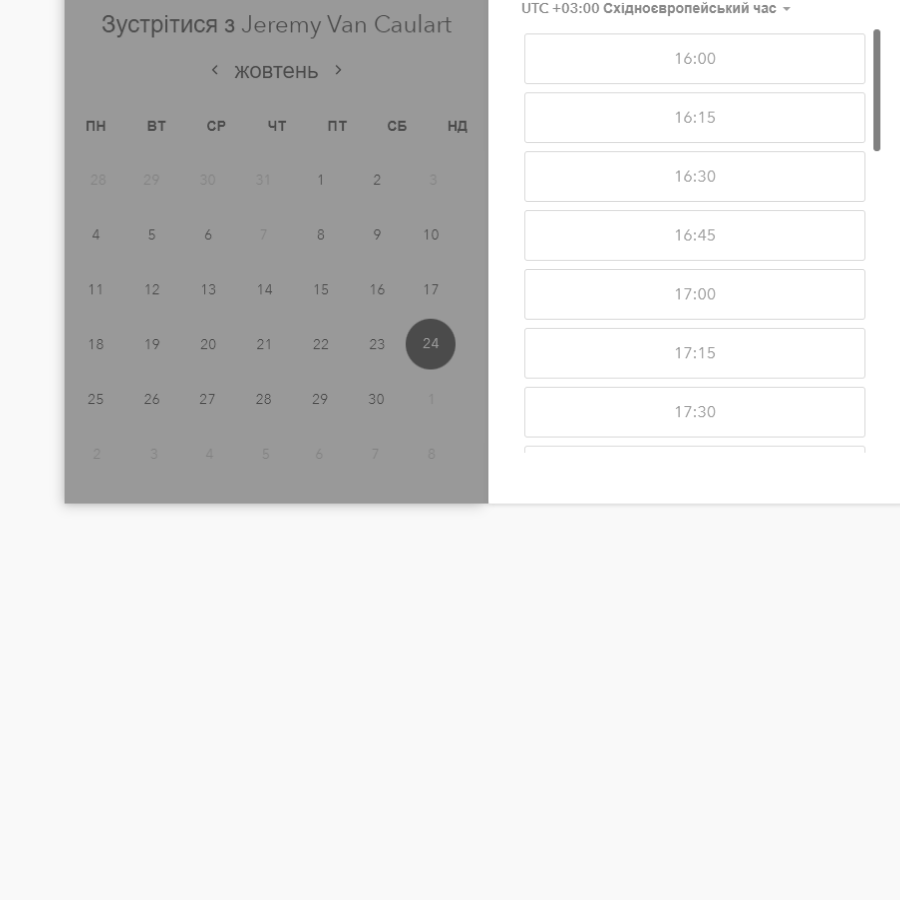 Зустрітися з Jeremy Van Caulart
жовтень
ПН ВТ СР ЧТ ПТ СБ НД
28 29 30 31 1 2 3
4 5 6 7 8 9 10
11 12 13 14 15 16 17
18 19 20 21 22 23 24
25 26 27 28 29 30 1
2 3 4 5 6 7 8
UTC +03:00 Східноєвропейський час
16:00
16:15
16:30
16:45
17:00
17:15
17:30